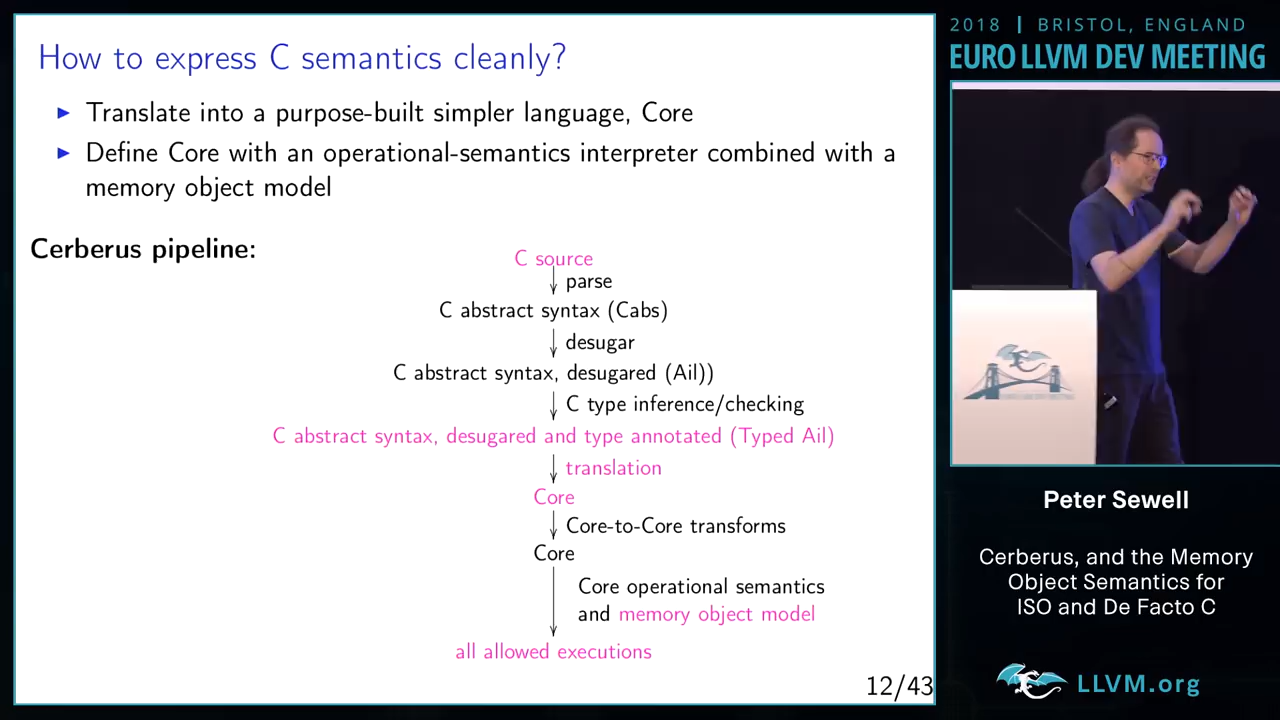 How to express C semantics cleanly?
▶ Translate into a purpose-built simpler language, Core
▶ Define Core with an operational-semantics interpreter combined with a
memory object model
Cerberus pipeline:
C source
parse
C abstract syntax (Cabs)
desugar
C abstract syntax, desugared (Ail))
C type inference/checking
C abstract syntax, desugared and type annotated (Typed Ail)
translation
Core
Core-to-Core transforms
Core
Core operational semantics
and memory object model
all allowed executions
12/43
2018 | BRISTOL, ENGLAND
EURO LLVM DEV MEETING
Peter Sewell
Cerberus, and the Memory
Object Semantics for
ISO and De Facto C
LLVM.org